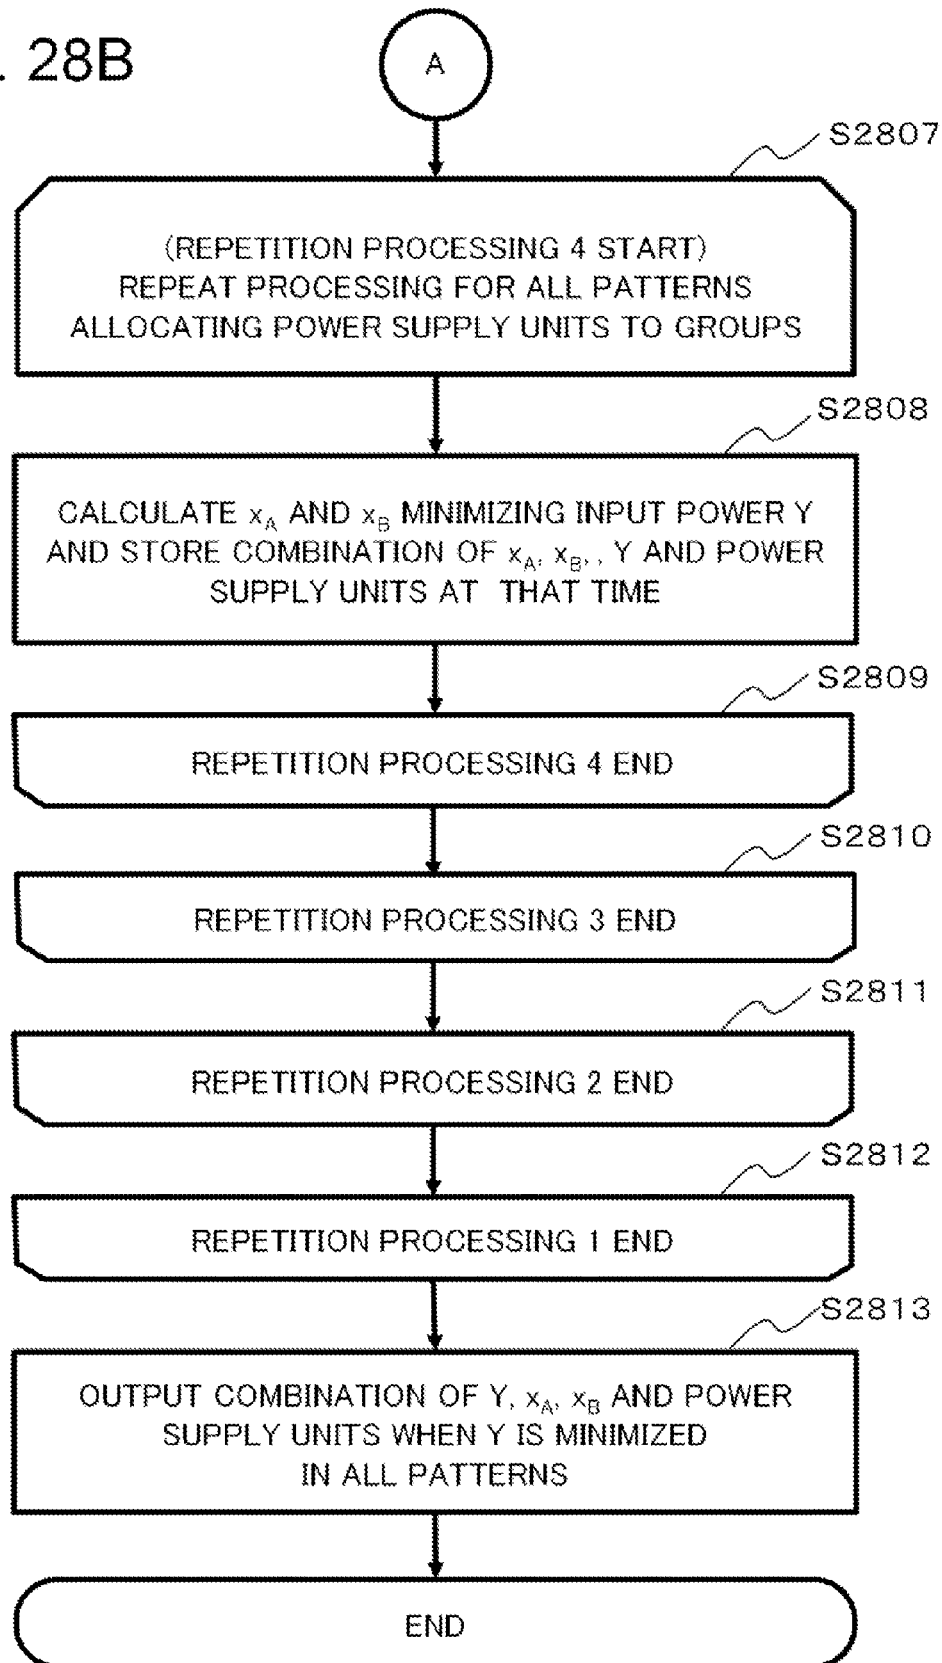 . 28B
A
S2807
(REPETITION PROCESSING 4 START)
REPEAT PROCESSING FOR ALL PATTERNS
ALLOCATING POWER SUPPLY UNITS TO GROUPS
S2808
CALCULATE xA AND xB MINIMIZING INPUT POWER Y
AND STORE COMBINATION OF xA, xB, , Y AND POWER
SUPPLY UNITS AT THAT TIME
S2809
REPETITION PROCESSING 4 END
S2810
REPETITION PROCESSING 3 END
S2811
REPETITION PROCESSING 2 END
S2812
REPETITION PROCESSING 1 END
S2813
OUTPUT COMBINATION OF Y, xA, xB AND POWER
SUPPLY UNITS WHEN Y IS MINIMIZED
IN ALL PATTERNS
END